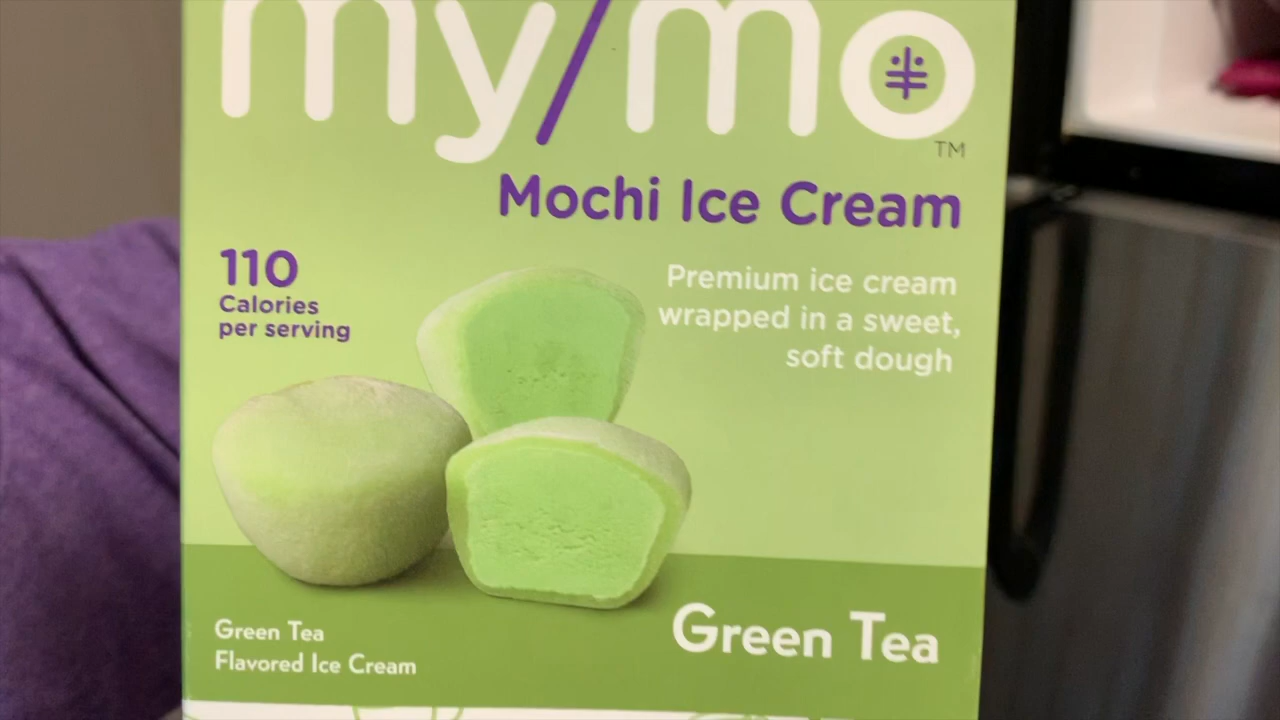 my/mo
TM
Mochi Ice Cream
110
Calories
per serving
Premium ice cream
wrapped in a sweet,
soft dough
Green Tea
Flavored Ice Cream
Green Tea